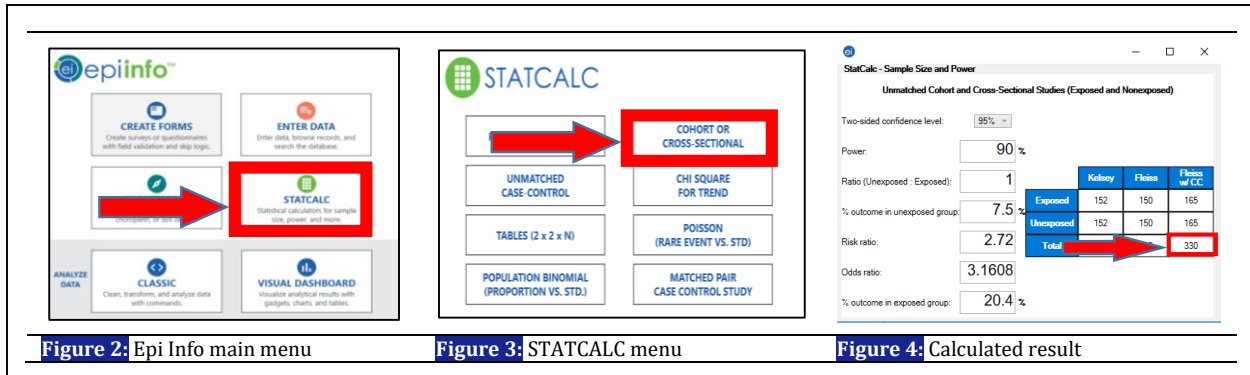 epiinfo™
CREATE FORMS
Create surveys or questionnaires
with field validation and skip logic.
ENTER DATA
Enter data, browse records, and
search the database.
STATCALC
Statistical calculators for sample
size, power, and more.
ANALYZE
DATA
CLASSIC
Clean, transform, and analyze data
with commands.
VISUAL DASHBOARD
Visualize analytical results with
gadgets, charts, and tables.
Figure 2: Epi Info main menu
STATCALC
COHORT OR
CROSS-SECTIONAL
UNMATCHED
CASE-CONTROL
CHI SQUARE
FOR TREND
TABLES (2 x 2 x N)
POISSON
(RARE EVENT VS. STD)
POPULATION BINOMIAL
(PROPORTION VS. STD.)
MATCHED PAIR
CASE CONTROL STUDY
Figure 3: STATCALC menu
StatCalc - Sample Size and Power
Unmatched Cohort and Cross-Sectional Studies (Exposed and Nonexposed)
Two-sided confidence level: 95%
Power: 90 %
Ratio (Unexposed : Exposed): 1
% outcome in unexposed group: 7.5 %
Risk ratio: 2.72
Odds ratio: 3.1608
% outcome in exposed group: 20.4 %
Kelsey Fleiss Fleiss w/ CC
Exposed 152 150 165
Unexposed 152 150 165
Total 330
Figure 4: Calculated result